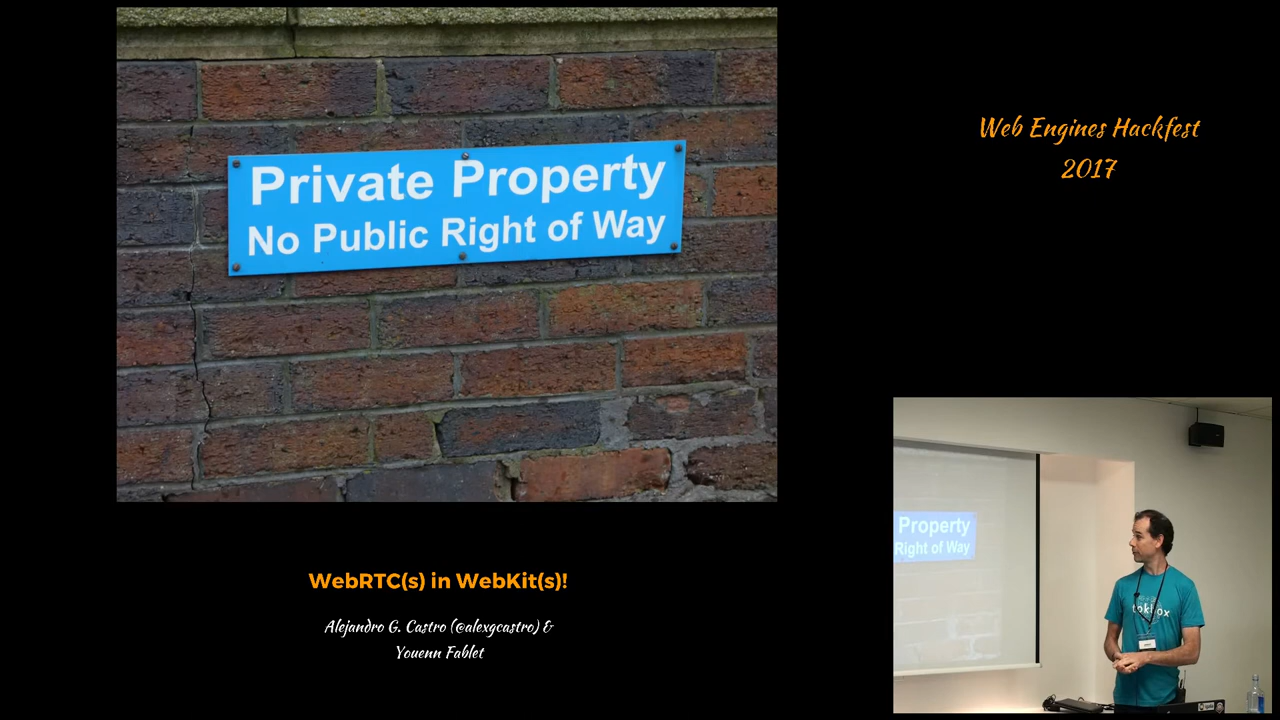 Private Property
No Public Right of Way
Web Engines Hackfest
2017
WebRTC(s) in WebKit(s)!
Alejandro G. Castro (@alexgcastro) &
Youenn Fablet
Property
Right of Way
tokbox